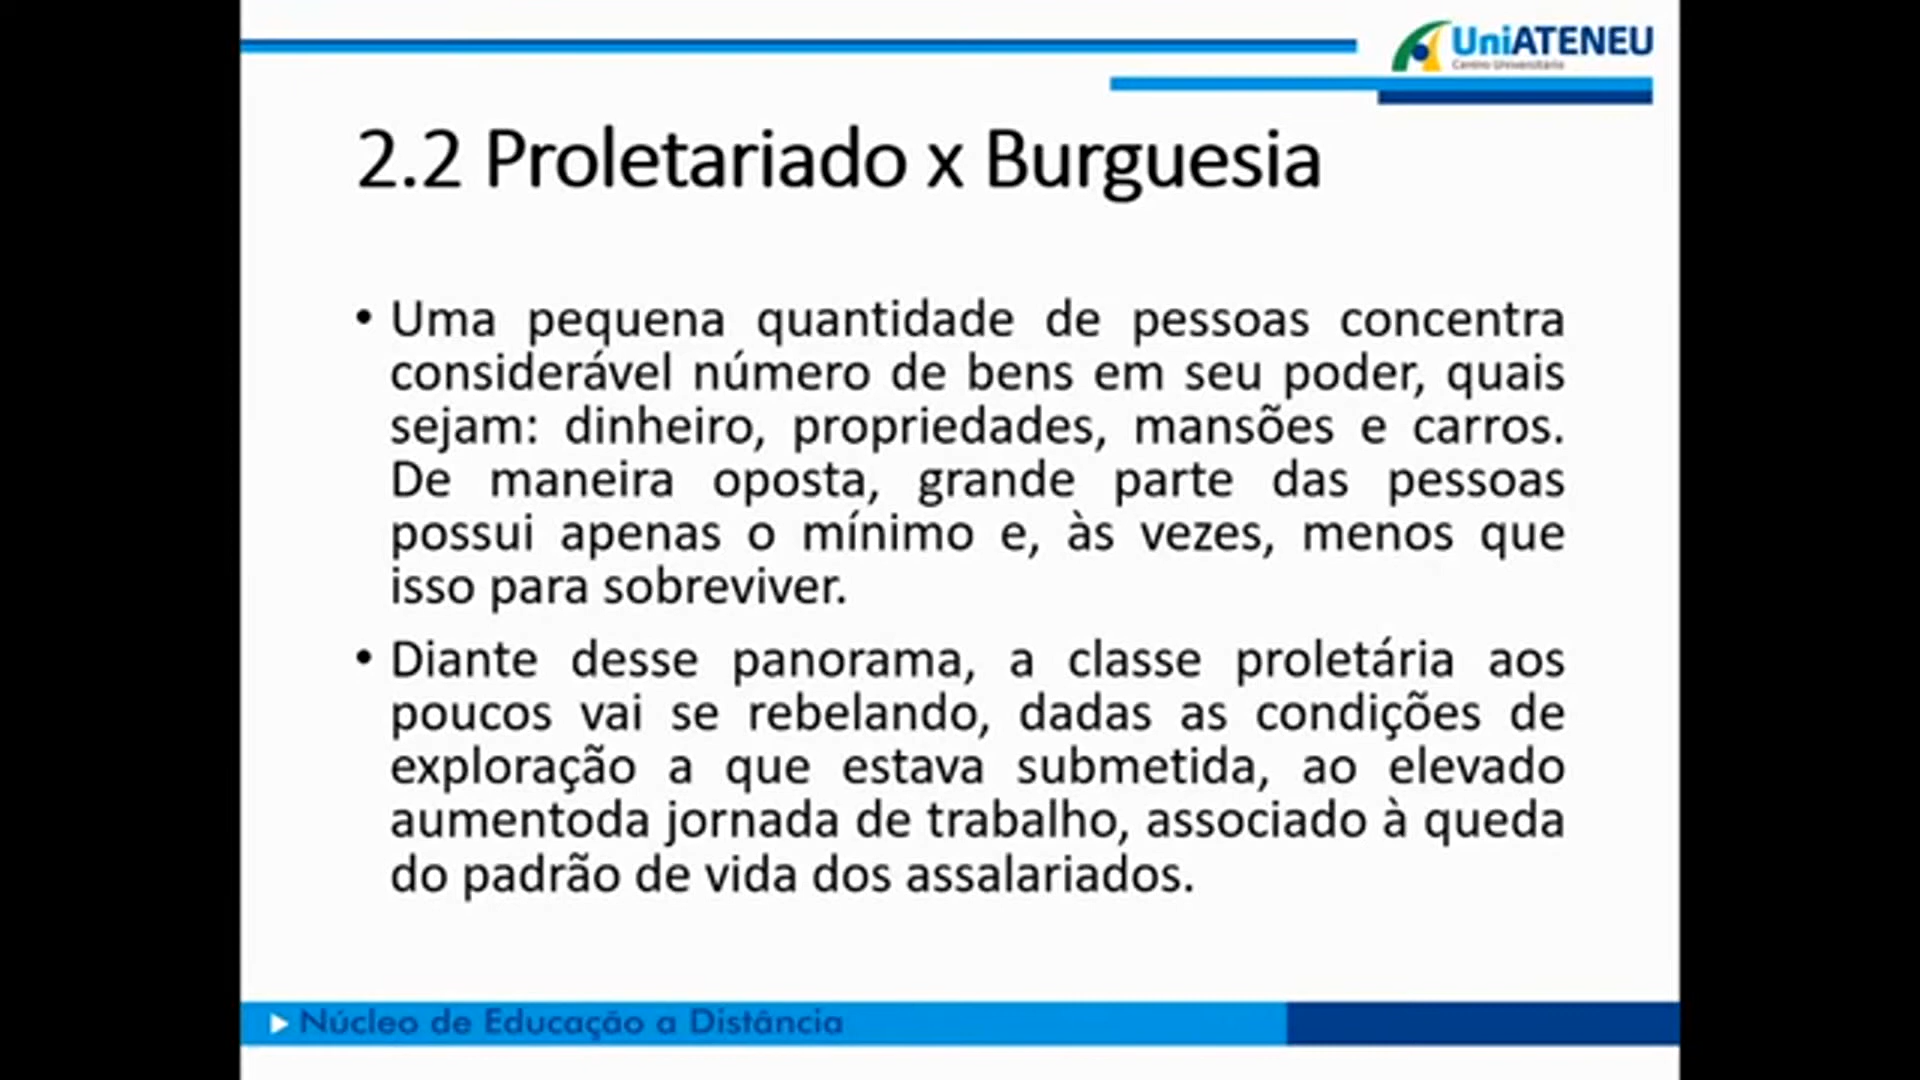 UniATENEU
Centro Universitário
2.2 Proletariado x Burguesia
• Uma pequena quantidade de pessoas concentra
considerável número de bens em seu poder, quais
sejam: dinheiro, propriedades, mansões e carros.
De maneira oposta, grande parte das pessoas
possui apenas o mínimo e, às vezes, menos que
isso para sobreviver.
• Diante desse panorama, a classe proletária aos
poucos vai se rebelando, dadas as condições de
exploração a que estava submetida, ao elevado
aumentoda jornada de trabalho, associado à queda
do padrão de vida dos assalariados.
Núcleo de Educação a Distância